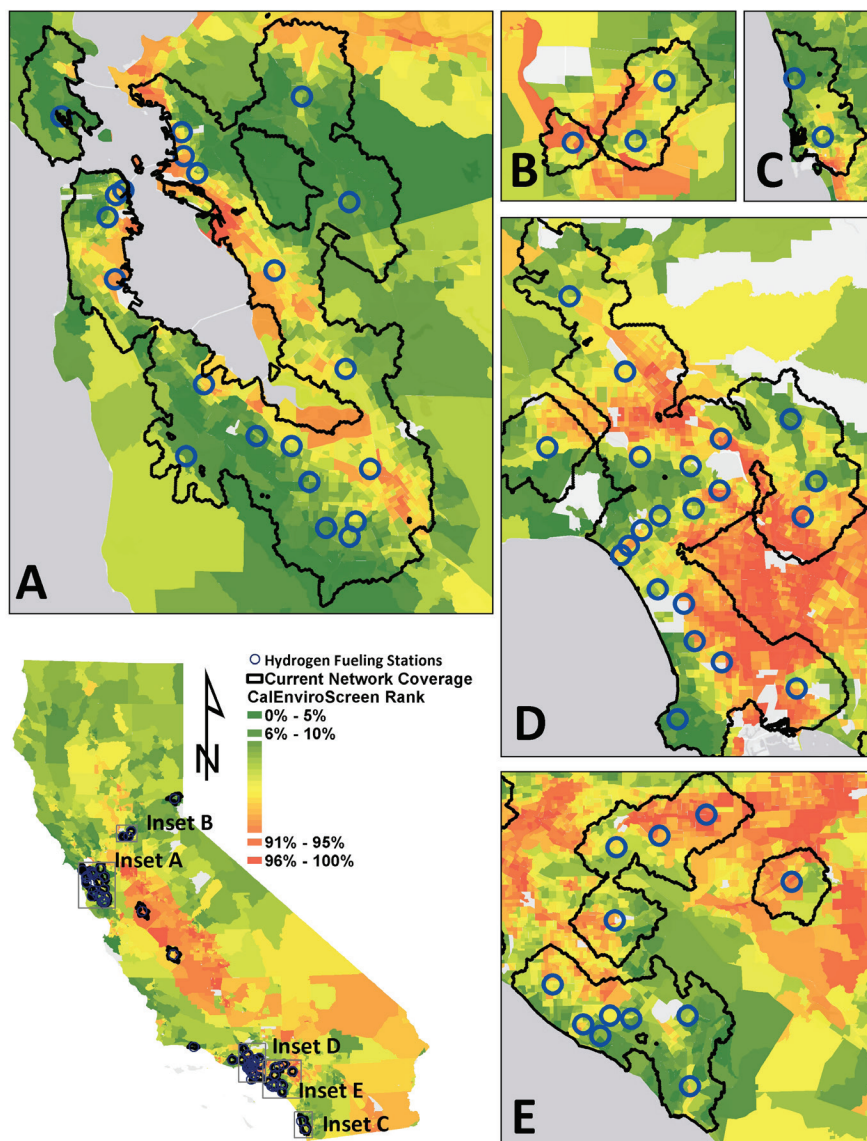 A
B
C
D
E
Hydrogen Fueling Stations
Current Network Coverage
CalEnviroScreen Rank
0% - 5%
6% - 10%
91% - 95%
96% - 100%
N
Inset B
Inset A
Inset D
Inset E
Inset C